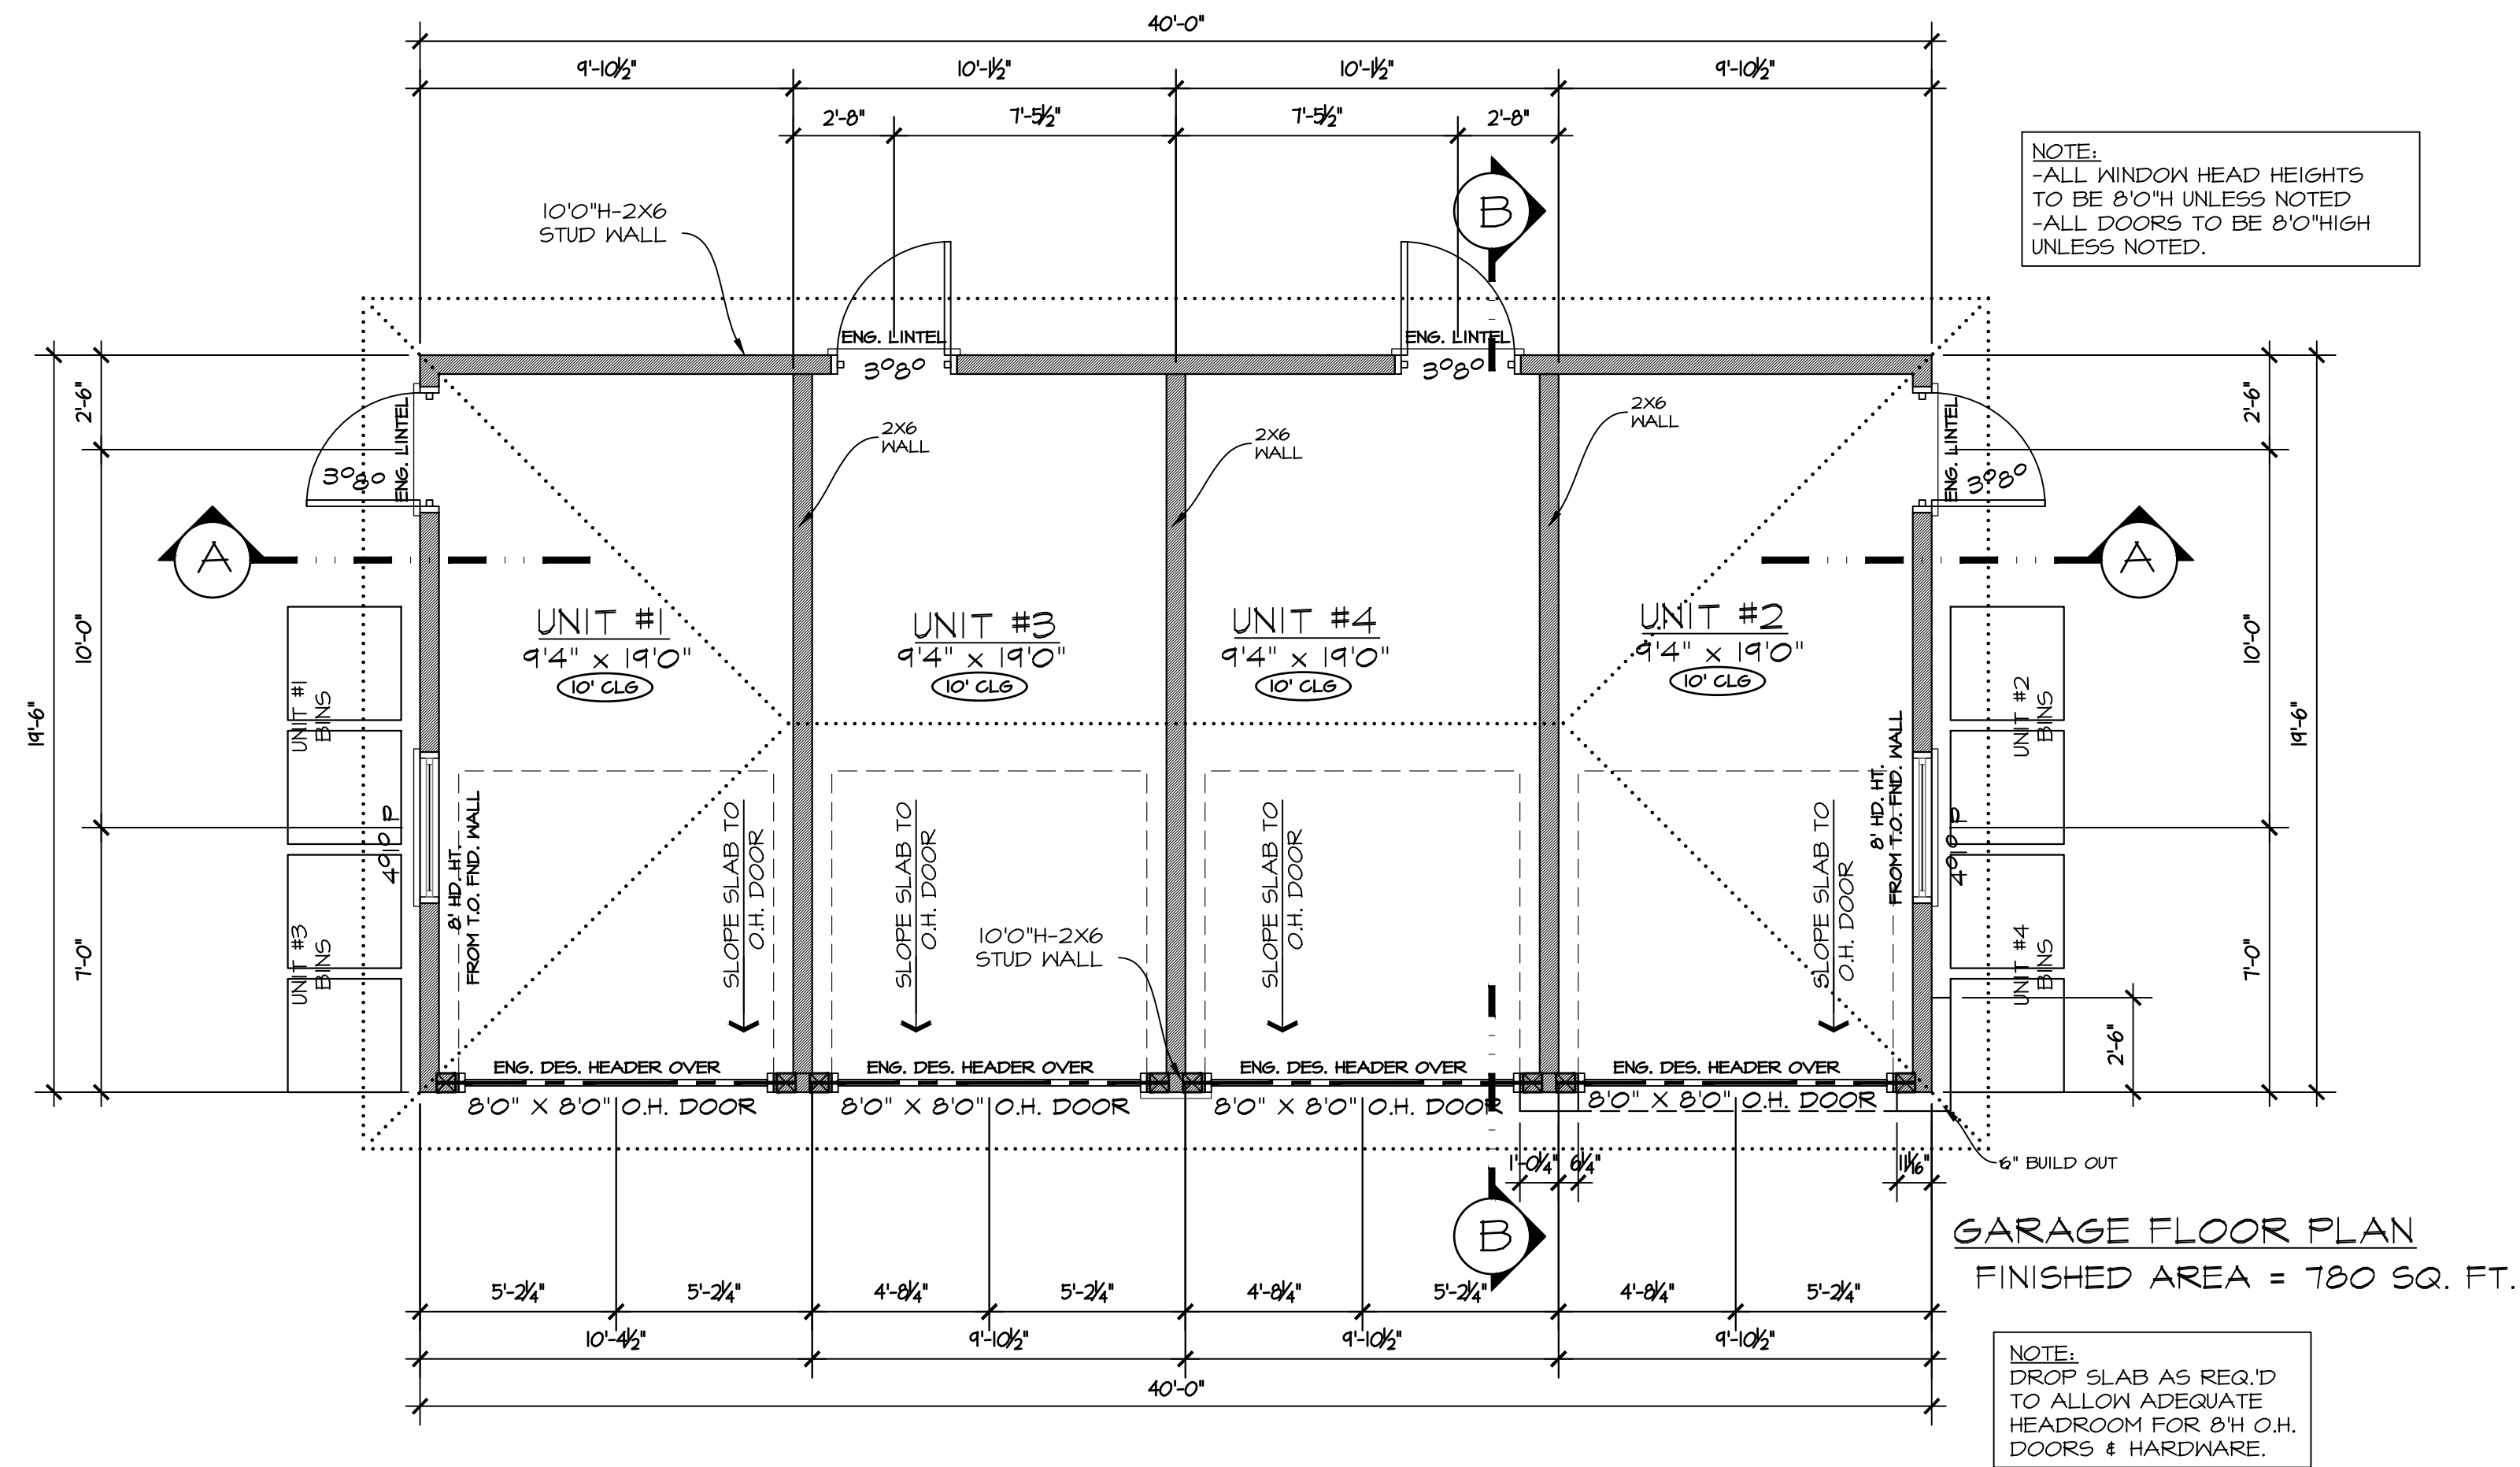 40'-0"
9'-10½"
10'-1½"
10'-1½"
9'-10½"
2'-8"
7'-5½"
7'-5½"
2'-8"
NOTE:
-ALL WINDOW HEAD HEIGHTS
TO BE 8'0"H UNLESS NOTED
-ALL DOORS TO BE 8'0"HIGH
UNLESS NOTED.
10'0"H-2X6
STUD WALL
B
ENG. LINTEL
3⁰8⁰
ENG. LINTEL
3⁰8⁰
2'-6"
ENG. LINTEL
3⁰8⁰
2X6
WALL
2X6
WALL
2X6
WALL
ENG. LINTEL
3⁰8⁰
2'-6"
A
A
UNIT #1
9'4" x 19'0"
10' CLG
UNIT #3
9'4" x 19'0"
10' CLG
UNIT #4
9'4" x 19'0"
10' CLG
UNIT #2
9'4" x 19'0"
10' CLG
19'-6"
10'-0"
7'-0"
UNIT #1
BINS
UNIT #3
BINS
4⁰1⁰ P
8' HD. HT.
FROM T.O. FND. WALL
SLOPE SLAB TO
O.H. DOOR
SLOPE SLAB TO
O.H. DOOR
10'0"H-2X6
STUD WALL
SLOPE SLAB TO
O.H. DOOR
SLOPE SLAB TO
O.H. DOOR
8' HD. HT.
FROM T.O. FND. WALL
4⁰1⁰ P
UNIT #2
BINS
UNIT #4
BINS
10'-0"
7'-0"
19'-6"
2'-6"
ENG. DES. HEADER OVER
8'0" X 8'0" O.H. DOOR
ENG. DES. HEADER OVER
8'0" X 8'0" O.H. DOOR
ENG. DES. HEADER OVER
8'0" X 8'0" O.H. DOOR
ENG. DES. HEADER OVER
8'0" X 8'0" O.H. DOOR
1'-0¼"
6¼"
BUILD OUT
B
GARAGE FLOOR PLAN
FINISHED AREA = 780 SQ. FT.
5'-2¼"
5'-2¼"
4'-8¼"
5'-2¼"
4'-8¼"
5'-2¼"
4'-8¼"
5'-2¼"
10'-4½"
9'-10½"
9'-10½"
9'-10½"
40'-0"
NOTE:
DROP SLAB AS REQ.'D
TO ALLOW ADEQUATE
HEADROOM FOR 8'H O.H.
DOORS & HARDWARE.